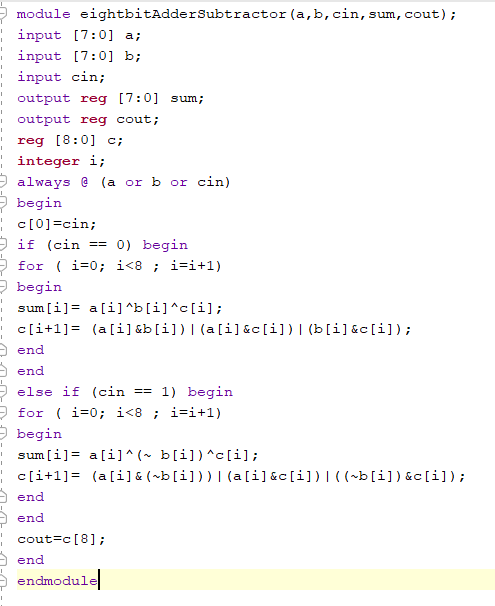 module eightbitAdderSubtractor(a,b,cin,sum,cout);
input [7:0] a;
input [7:0] b;
input cin;
output reg [7:0] sum;
output reg cout;
reg [8:0] c;
integer i;
always @ (a or b or cin)
begin
c[0]=cin;
if (cin == 0) begin
for ( i=0; i<8 ; i=i+1)
begin
sum[i]= a[i]^b[i]^c[i];
c[i+1]= (a[i]&b[i])|(a[i]&c[i])|(b[i]&c[i]);
end
end
else if (cin == 1) begin
for ( i=0; i<8 ; i=i+1)
begin
sum[i]= a[i]^(~ b[i])^c[i];
c[i+1]= (a[i]&(~b[i]))|(a[i]&c[i])|((~b[i])&c[i]);
end
end
cout=c[8];
end
endmodule